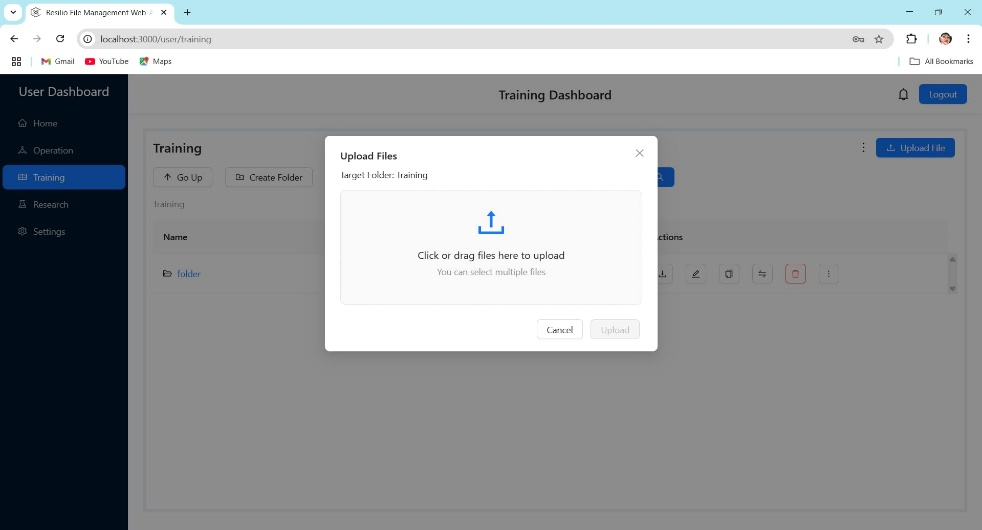 Resilio File Management Web
localhost:3000/user/training
Gmail
YouTube
Maps
All Bookmarks
User Dashboard
Training Dashboard
Logout
Home
Operation
Training
Research
Settings
Training
Upload File
Go Up
Create Folder
training
Name
folder
Upload Files
Target Folder: Training
Click or drag files here to upload
You can select multiple files
Cancel
Upload